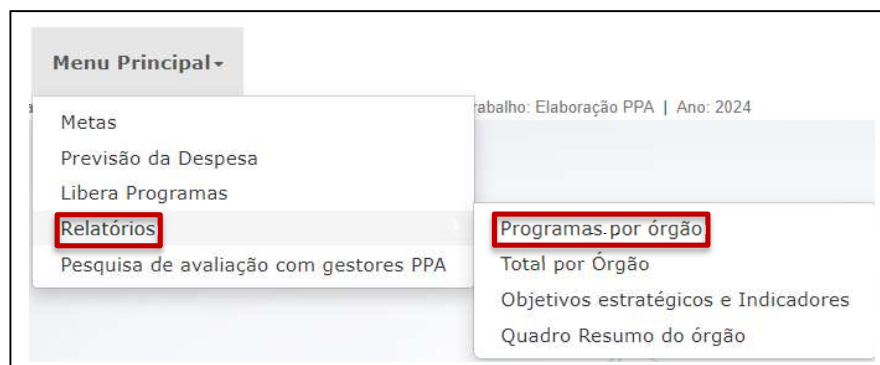 Menu Principal
rabalho: Elaboração PPA | Ano: 2024
Metas
Previsão da Despesa
Libera Programas
Relatórios
Pesquisa de avaliação com gestores PPA
Programas por órgão
Total por Órgão
Objetivos estratégicos e Indicadores
Quadro Resumo do órgão